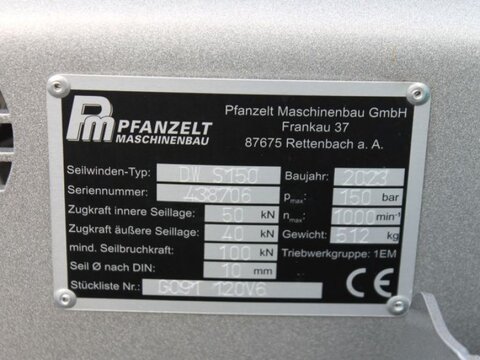 Pm PFANZELT
MASCHINENBAU
Pfanzelt Maschinenbau GmbH
Frankau 37
87675 Rettenbach a. A.
Seilwinden-Typ: DW S150
Baujahr: 2023
Seriennummer: 438706
pmax: 150 bar
Zugkraft innere Seillage: 50 kN
nmax: 1000 min⁻¹
Zugkraft äußere Seillage: 40 kN
Gewicht: 512 kg
mind. Seilbruchkraft: 100 kN
Triebwerkgruppe: 1EM
Seil Ø nach DIN: 10 mm
Stückliste Nr.: G091 120V6
CE